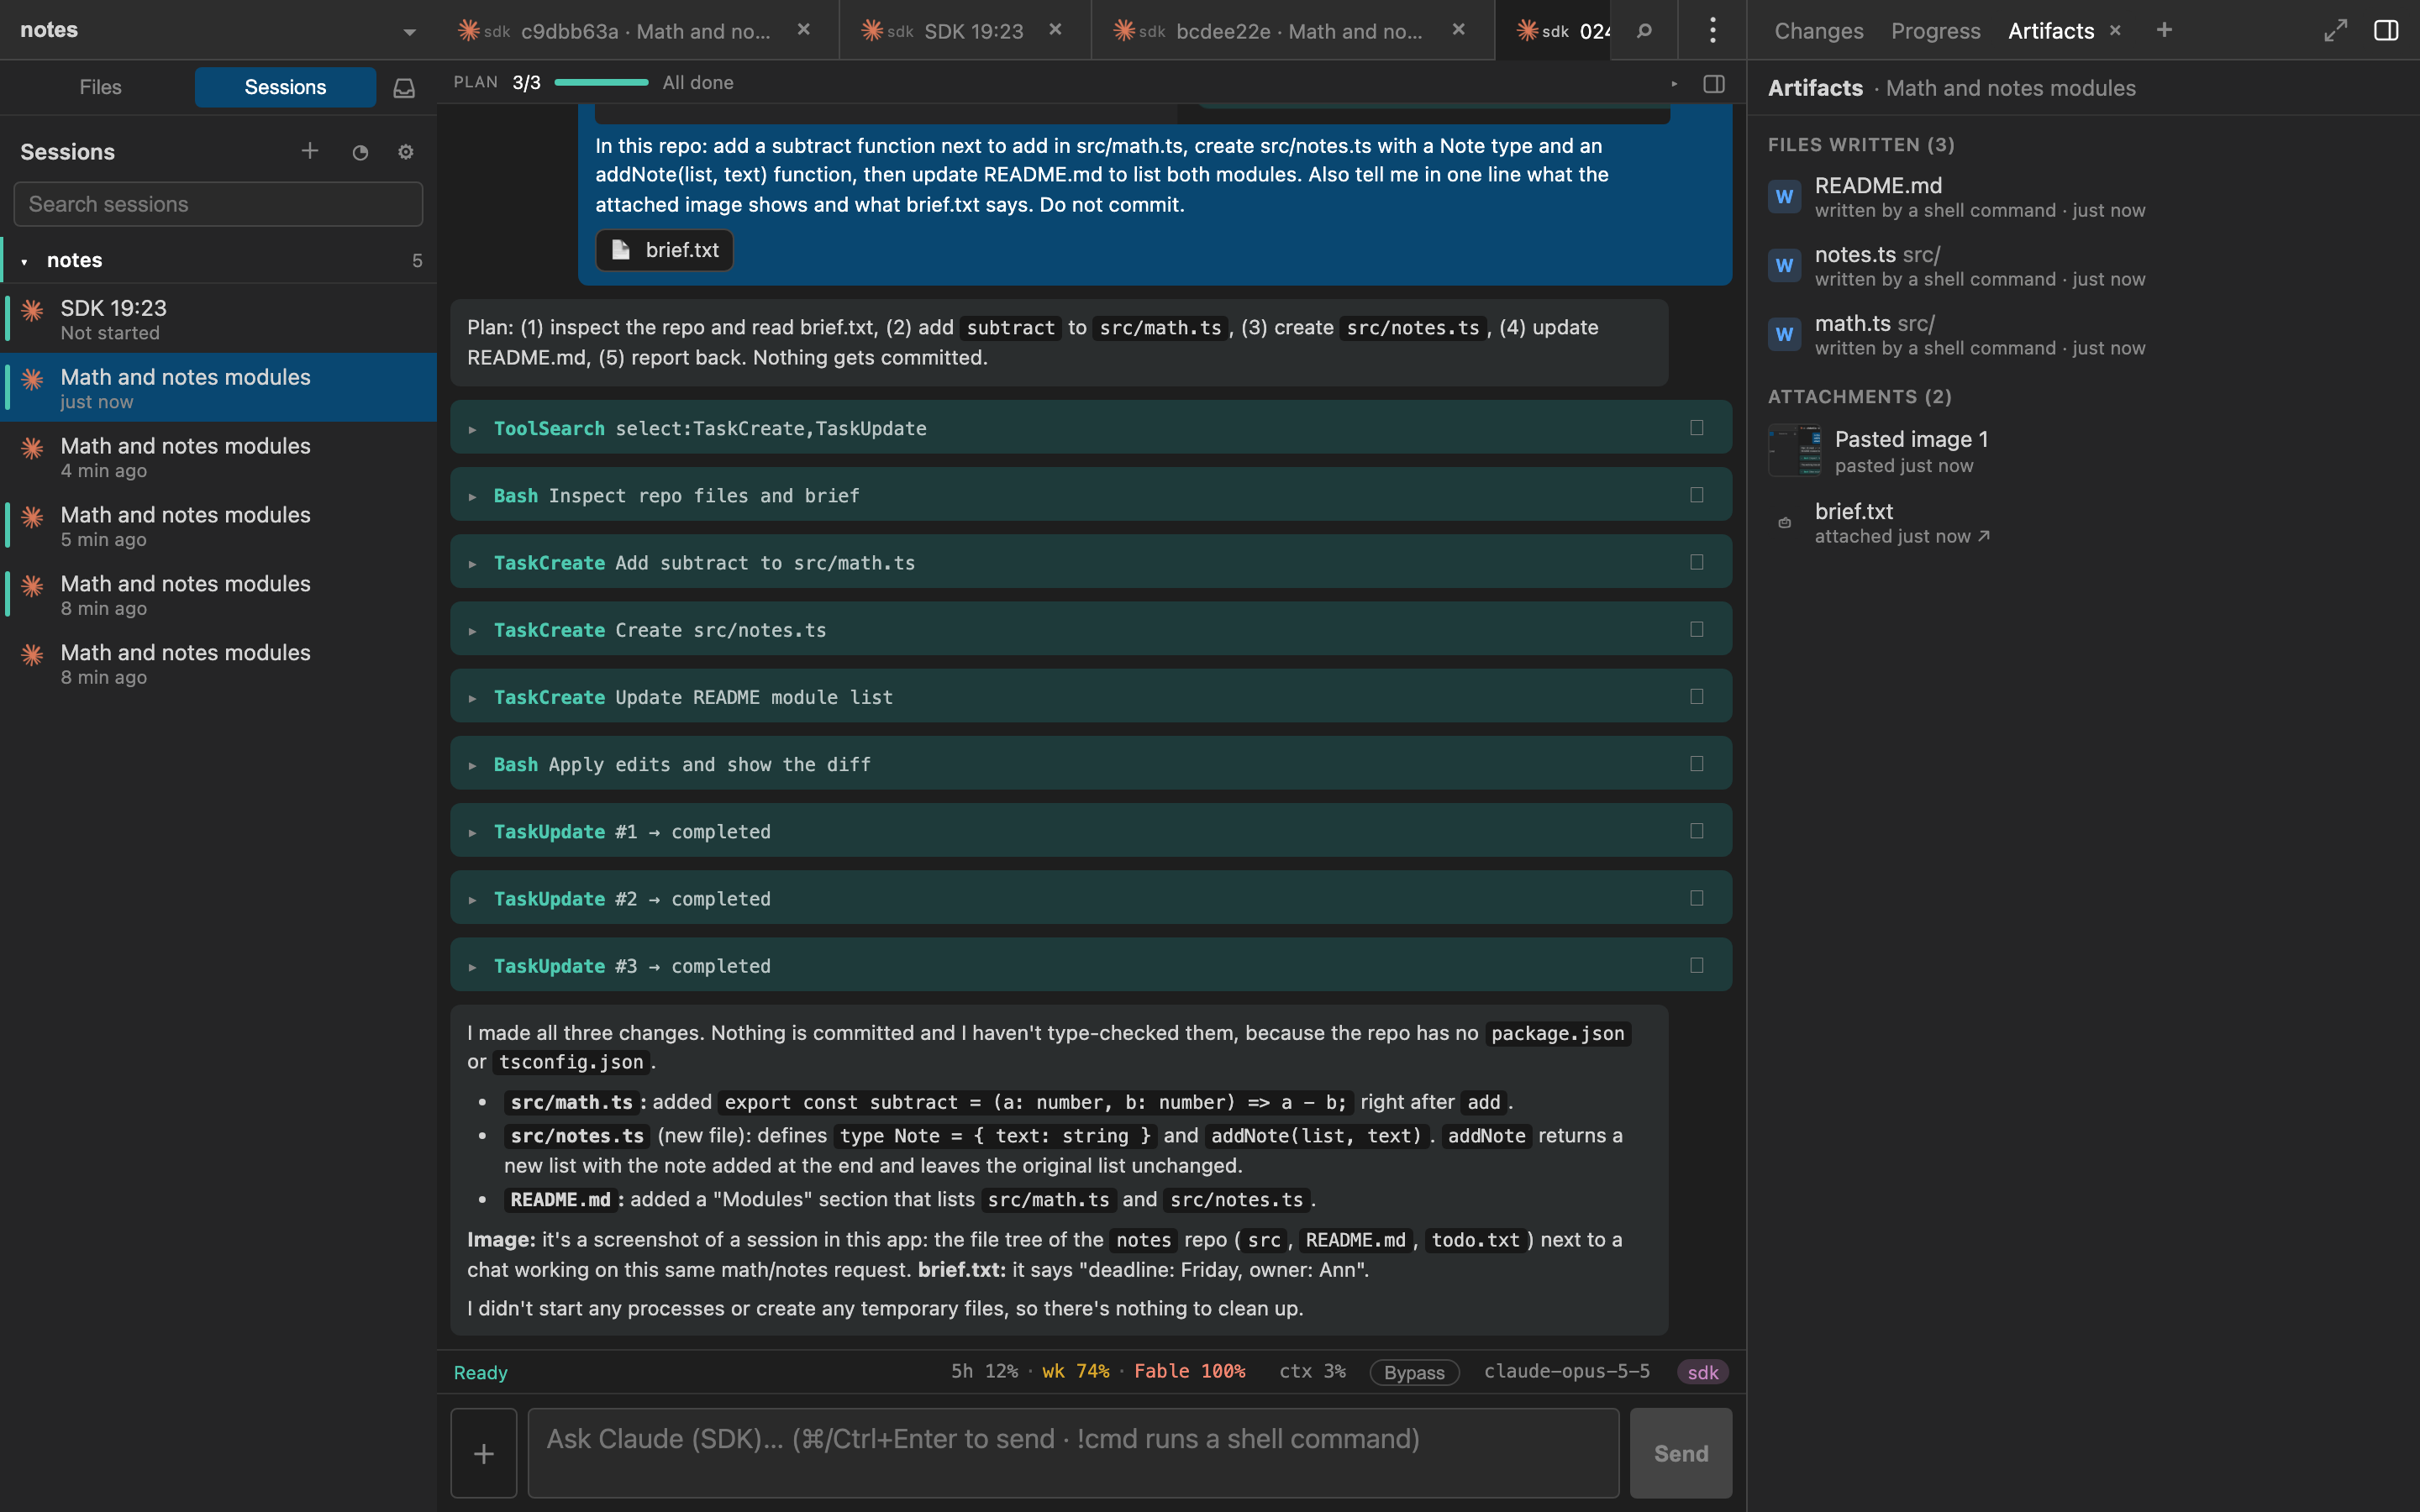 notes
Files
Sessions
Sessions
Search sessions
notes 5
SDK 19:23
Not started
Math and notes modules
just now
Math and notes modules
4 min ago
Math and notes modules
5 min ago
Math and notes modules
8 min ago
Math and notes modules
8 min ago
sdk c9dbb63a · Math and no...
sdk SDK 19:23
sdk bcdee22e · Math and no...
sdk 024
PLAN 3/3 All done
In this repo: add a subtract function next to add in src/math.ts, create src/notes.ts with a Note type and an
addNote(list, text) function, then update README.md to list both modules. Also tell me in one line what the
attached image shows and what brief.txt says. Do not commit.
brief.txt
Plan: (1) inspect the repo and read brief.txt, (2) add subtract to src/math.ts, (3) create src/notes.ts, (4) update
README.md, (5) report back. Nothing gets committed.
ToolSearch select:TaskCreate,TaskUpdate
Bash Inspect repo files and brief
TaskCreate Add subtract to src/math.ts
TaskCreate Create src/notes.ts
TaskCreate Update README module list
Bash Apply edits and show the diff
TaskUpdate #1 → completed
TaskUpdate #2 → completed
TaskUpdate #3 → completed
I made all three changes. Nothing is committed and I haven't type-checked them, because the repo has no package.json
or tsconfig.json.
• src/math.ts: added export const subtract = (a: number, b: number) => a - b; right after add.
• src/notes.ts (new file): defines type Note = { text: string } and addNote(list, text). addNote returns a
new list with the note added at the end and leaves the original list unchanged.
• README.md: added a "Modules" section that lists src/math.ts and src/notes.ts.
Image: it's a screenshot of a session in this app: the file tree of the notes repo (src, README.md, todo.txt) next to a
chat working on this same math/notes request. brief.txt: it says "deadline: Friday, owner: Ann".
I didn't start any processes or create any temporary files, so there's nothing to clean up.
Ready
5h 12% · wk 74% · Fable 100% ctx 3% Bypass claude-opus-5-5 sdk
Ask Claude (SDK)... (⌘/Ctrl+Enter to send · !cmd runs a shell command)
Send
Changes Progress Artifacts
Artifacts · Math and notes modules
FILES WRITTEN (3)
W README.md
written by a shell command · just now
W notes.ts src/
written by a shell command · just now
W math.ts src/
written by a shell command · just now
ATTACHMENTS (2)
Pasted image 1
pasted just now
brief.txt
attached just now ↗